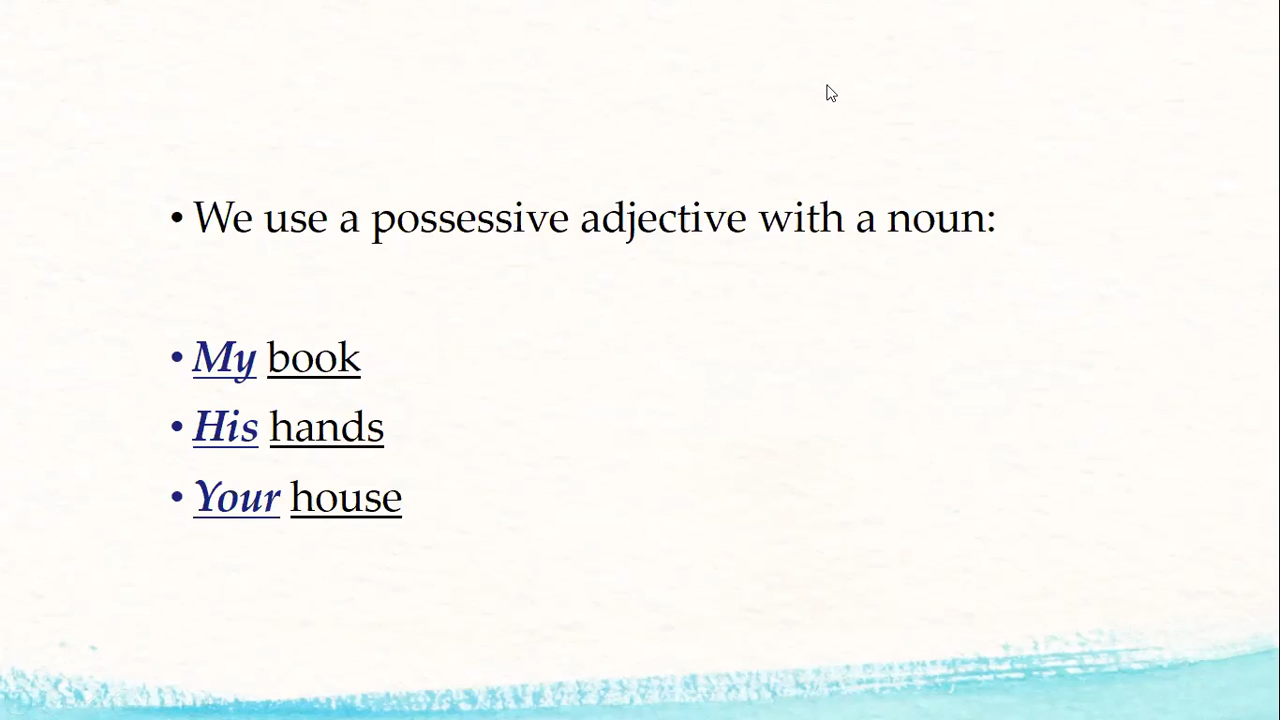 • We use a possessive adjective with a noun:
• My book
• His hands
• Your house